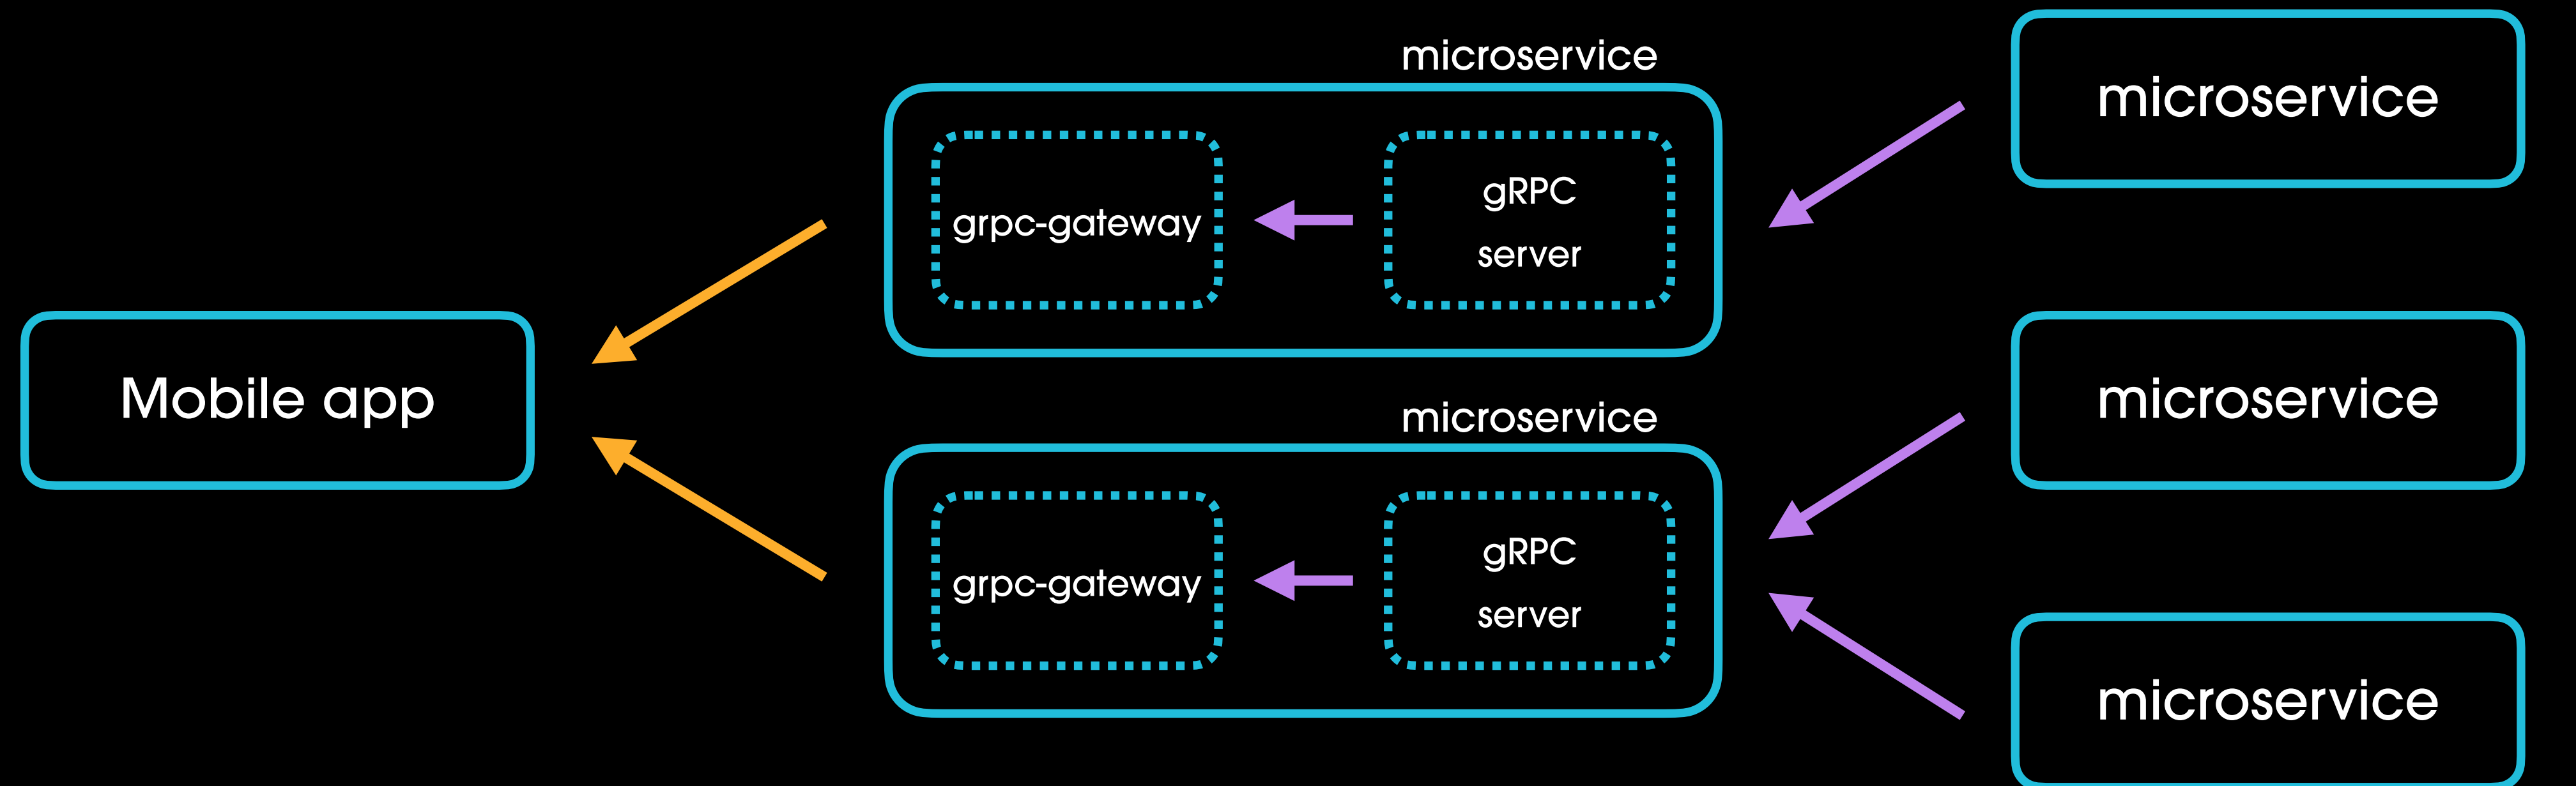 Mobile app
microservice
grpc-gateway
gRPC
server
microservice
grpc-gateway
gRPC
server
microservice
microservice
microservice